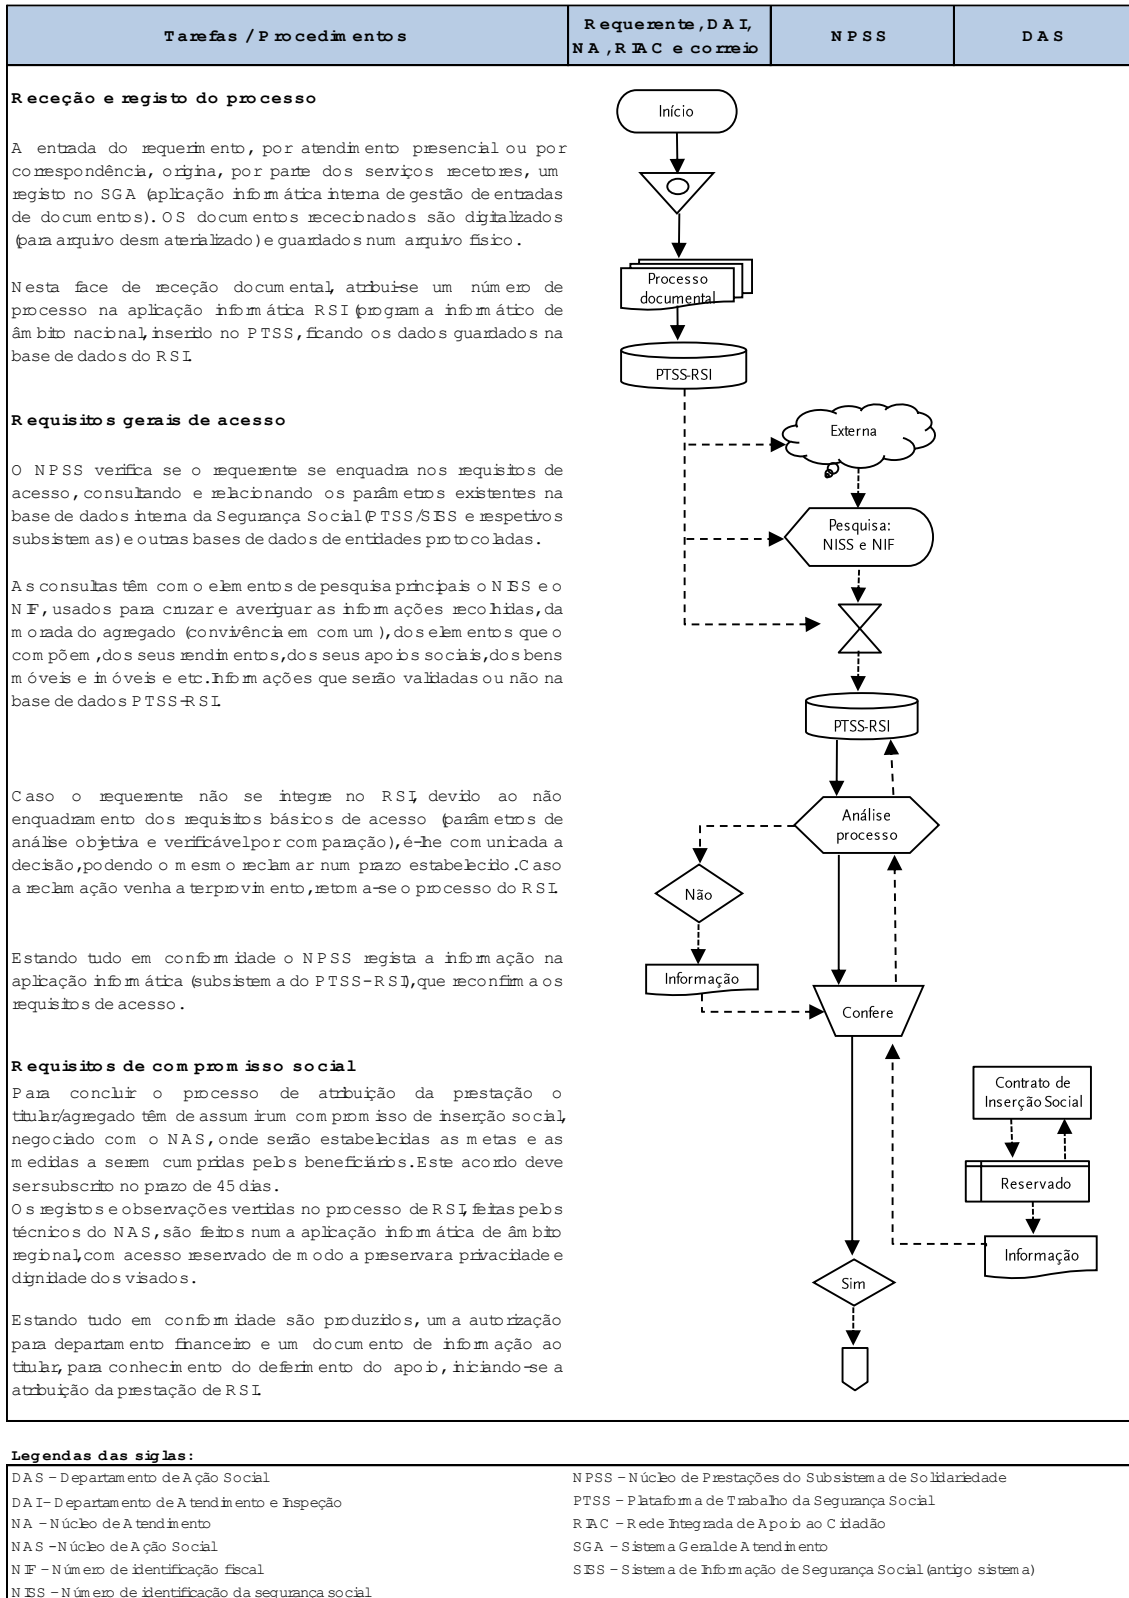 Tarefas / Procedimentos
Requerente, DAI,
NA, RIAC e correio
NPSS
DAS
Receção e registo do processo
A entrada do requerimento, por atendimento presencial ou por
correspondência, origina, por parte dos serviços recetores, um
registo no SGA (aplicação informática interna de gestão de entradas
de documentos). OS documentos rececionados são digitalizados
(para arquivo desmaterializado) e guardados num arquivo físico.
Nesta face de receção documental, atribui-se um número de
processo na aplicação informática RSI (programa informático de
âmbito nacional, inserido no PTSS, ficando os dados guardados na
base de dados do RSI.
Requisitos gerais de acesso
O NPSS verifica se o requerente se enquadra nos requisitos de
acesso, consultando e relacionando os parâmetros existentes na
base de dados interna da Segurança Social (PTSS/SISS e respetivos
subsistemas) e outras bases de dados de entidades protocoladas.
As consultas têm como elementos de pesquisa principais o NISS e o
NIF, usados para cruzar e averiguar as informações recolhidas, da
morada do agregado (convivência em comum), dos elementos que o
compõem, dos seus rendimentos, dos seus apoios sociais, dos bens
móveis e imóveis e etc. Informações que serão validadas ou não na
base de dados PTSS-RSI.
Caso o requerente não se integre no RSI, devido ao não
enquadramento dos requisitos básicos de acesso (parâmetros de
análise objetiva e verificável por comparação), é-lhe comunicada a
decisão, podendo o mesmo reclamar num prazo estabelecido. Caso
a reclamação venha a ter provimento, retoma-se o processo do RSI.
Estando tudo em conformidade o NPSS regista a informação na
aplicação informática (subsistema do PTSS-RSI), que reconfirma os
requisitos de acesso.
Requisitos de compromisso social
Para concluir o processo de atribuição da prestação o
titular/agregado têm de assumir um compromisso de inserção social,
negociado com o NAS, onde serão estabelecidas as metas e as
medidas a serem cumpridas pelos beneficiários. Este acordo deve
ser subscrito no prazo de 45 dias.
Os registos e observações vertidas no processo de RSI, feitas pelos
técnicos do NAS, são feitos numa aplicação informática de âmbito
regional, com acesso reservado de modo a preservar a privacidade e
dignidade dos visados.
Estando tudo em conformidade são produzidos, uma autorização
para departamento financeiro e um documento de informação ao
titular, para conhecimento do deferimento do apoio, iniciando-se a
atribuição da prestação de RSI.
Início
Processo
documental
PTSS-RSI
Externa
Pesquisa:
NISS e NIF
PTSS-RSI
Análise
processo
Não
Informação
Confere
Contrato de
Inserção Social
Reservado
Informação
Sim
Legendas das siglas:
DAS - Departamento de Ação Social
DAI- Departamento de Atendimento e Inspeção
NA - Núcleo de Atendimento
NAS -Núcleo de Ação Social
NIF - Número de identificação fiscal
NISS - Número de identificação da segurança social
NPSS - Núcleo de Prestações do Subsistema de Solidariedade
PTSS - Plataforma de Trabalho da Segurança Social
RIAC - Rede Integrada de Apoio ao Cidadão
SGA - Sistema Geral de Atendimento
SISS - Sistema de Informação de Segurança Social (antigo sistema)